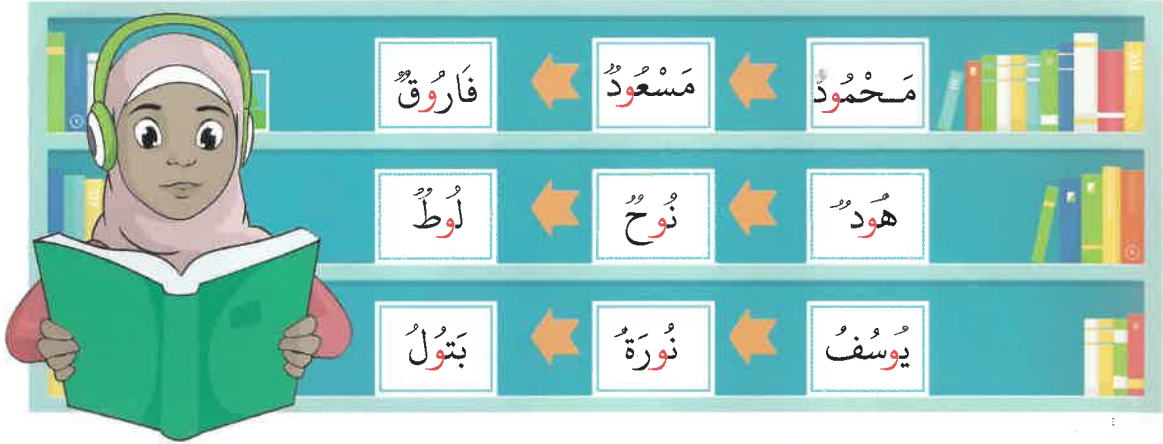 مَحْمُودٌ مَسْعُودٌ فَارُوقٌ
هُودٌ نُوحٌ لُوطٌ
يُوسُفُ نُورَةُ بَتُولُ